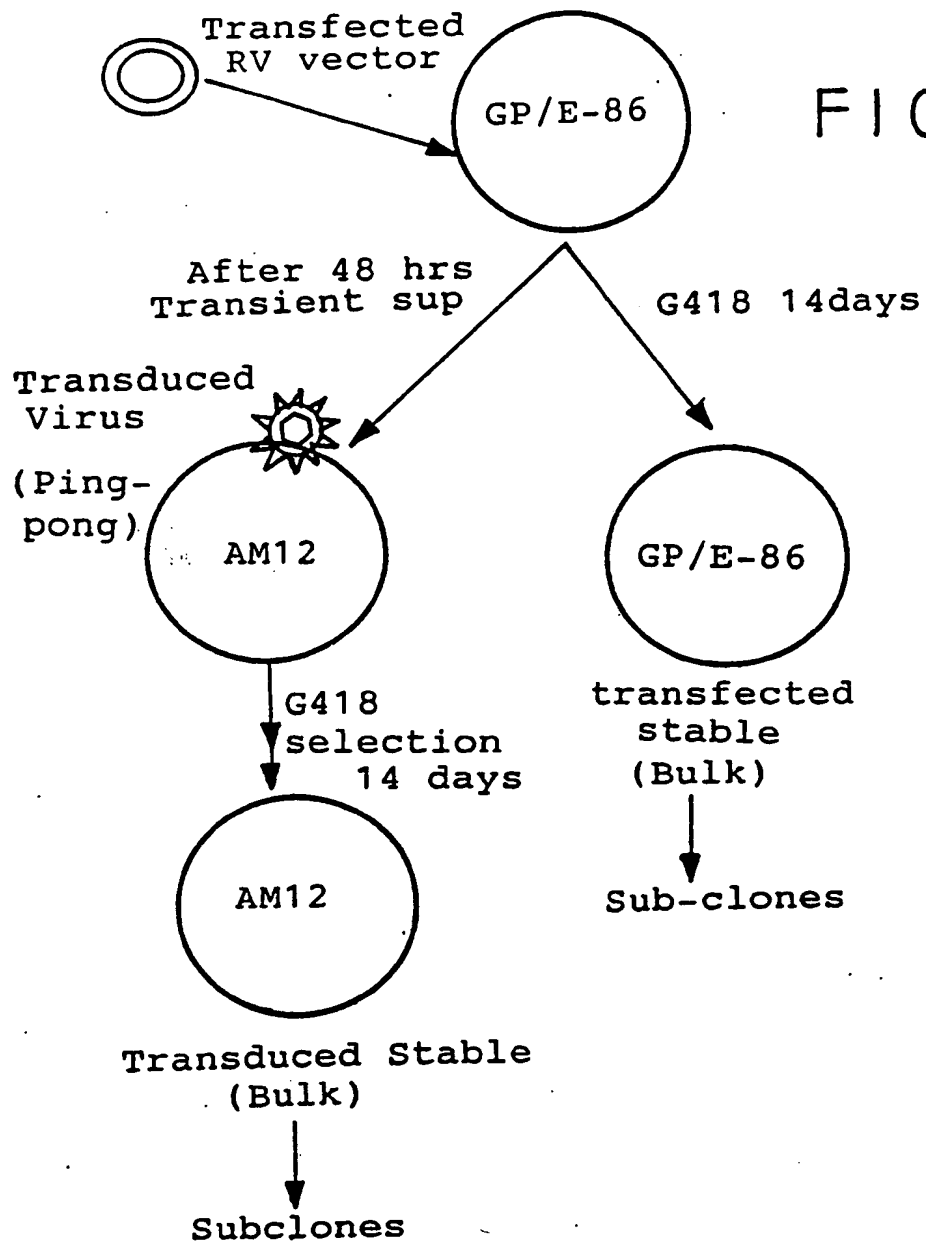 Transfected
RV vector
GP/E-86
FIG
After 48 hrs
Transient sup
G418 14days
Transduced
Virus
(Ping-
pong)
AM12
GP/E-86
G418
selection
14 days
transfected
stable
(Bulk)
AM12
Sub-clones
Transduced Stable
(Bulk)
Subclones